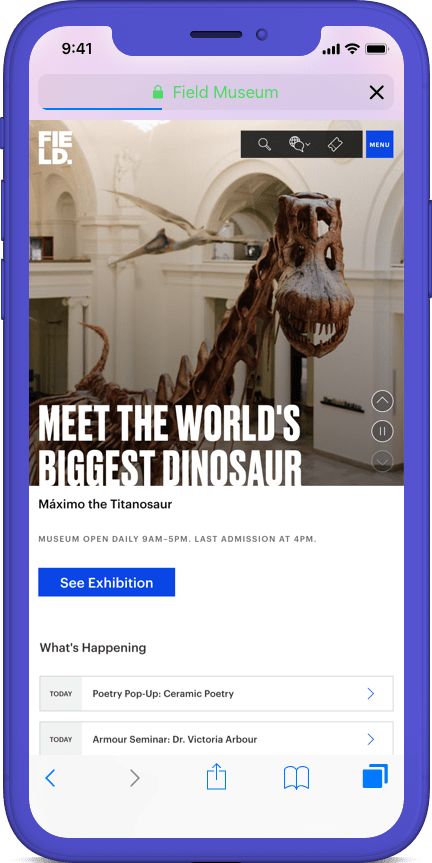 9:41
Field Museum
FIE
LD.
MENU
MEET THE WORLD'S
BIGGEST DINOSAUR
Máximo the Titanosaur
MUSEUM OPEN DAILY 9AM–5PM. LAST ADMISSION AT 4PM.
See Exhibition
What's Happening
TODAY Poetry Pop-Up: Ceramic Poetry
TODAY Armour Seminar: Dr. Victoria Arbour